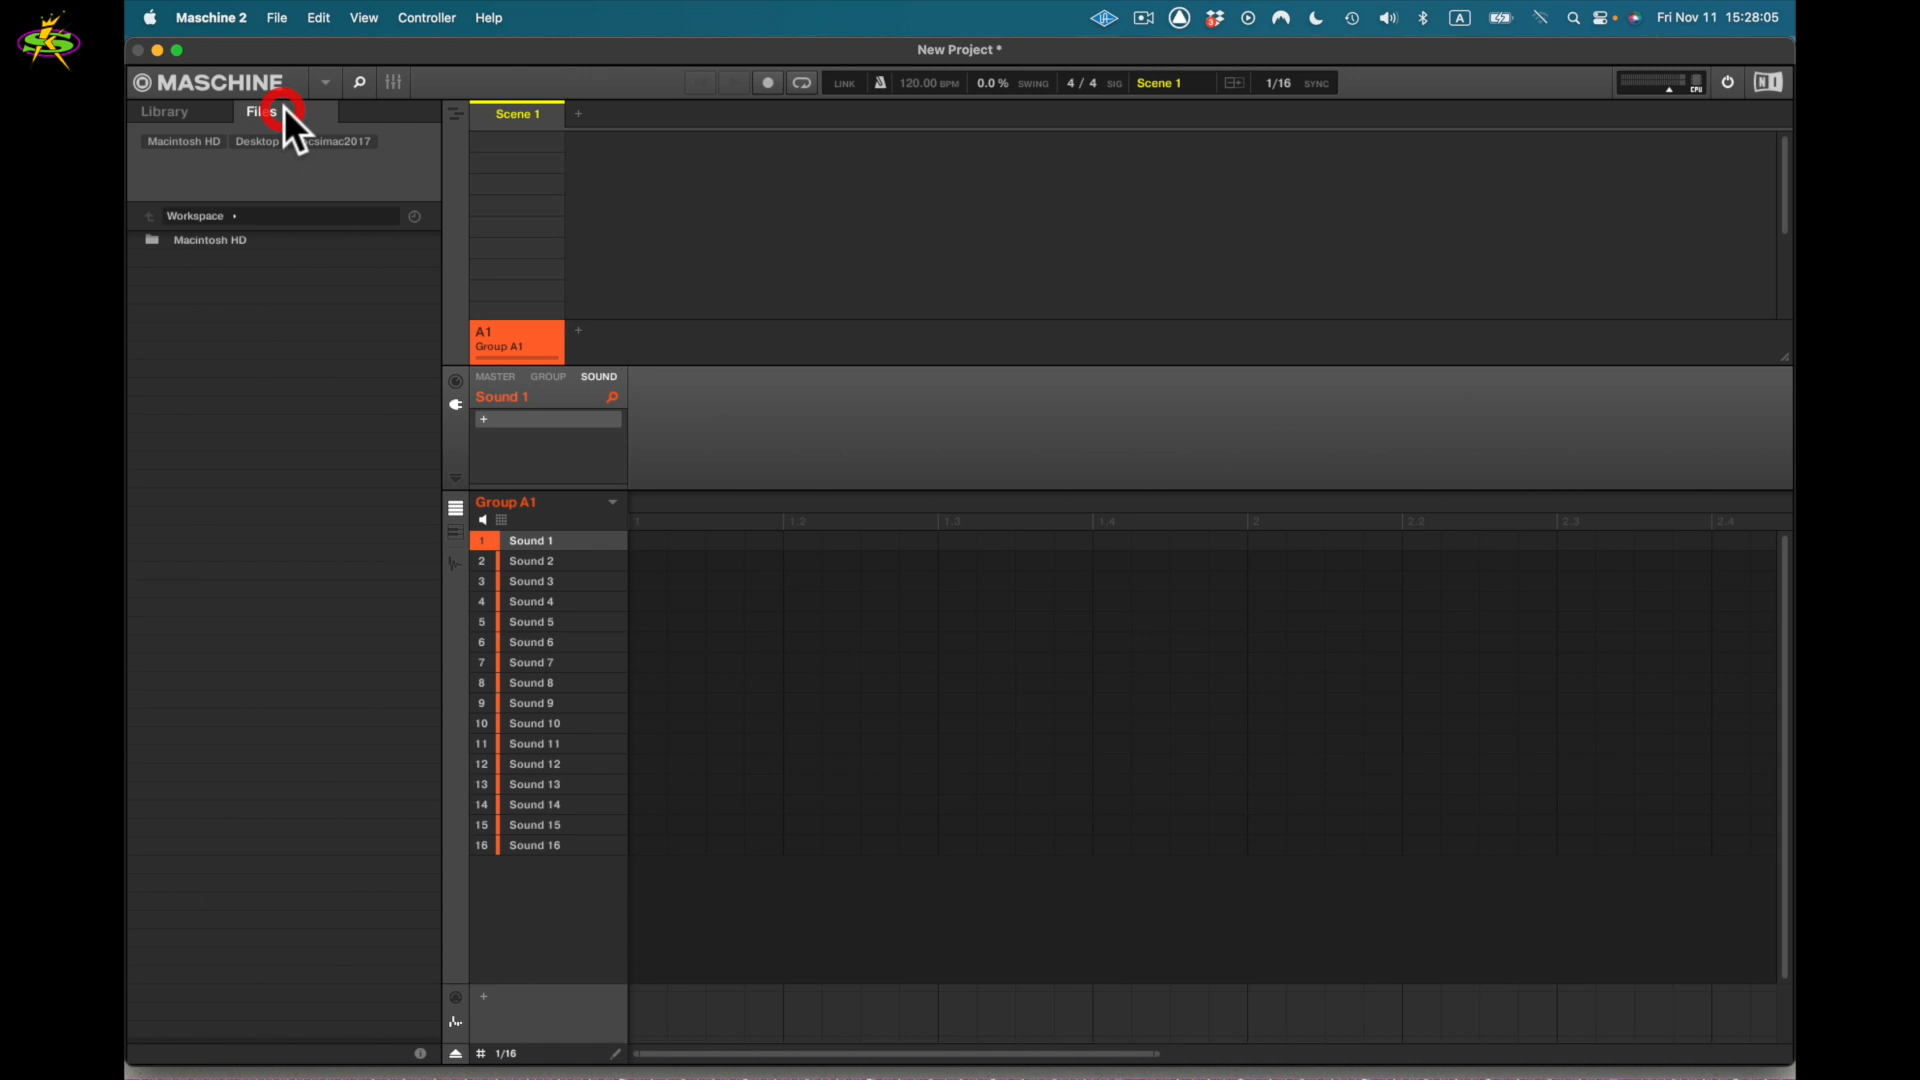 Maschine 2 File Edit View Controller Help
3 A Fri Nov 11 15:28:05
New Project *
MASCHINE
LINK 120.00 BPM 0.0 % SWING 4 / 4 SIG Scene 1 1/16 SYNC CPU NI
Library Files
Scene 1 +
Macintosh HD Desktop csimac2017
Workspace
Macintosh HD
A1 +
Group A1
MASTER GROUP SOUND
Sound 1
+
Group A1
1 1.2 1.3 1.4 2 2.2 2.3 2.4
1 Sound 1
2 Sound 2
3 Sound 3
4 Sound 4
5 Sound 5
6 Sound 6
7 Sound 7
8 Sound 8
9 Sound 9
10 Sound 10
11 Sound 11
12 Sound 12
13 Sound 13
14 Sound 14
15 Sound 15
16 Sound 16
+
1/16